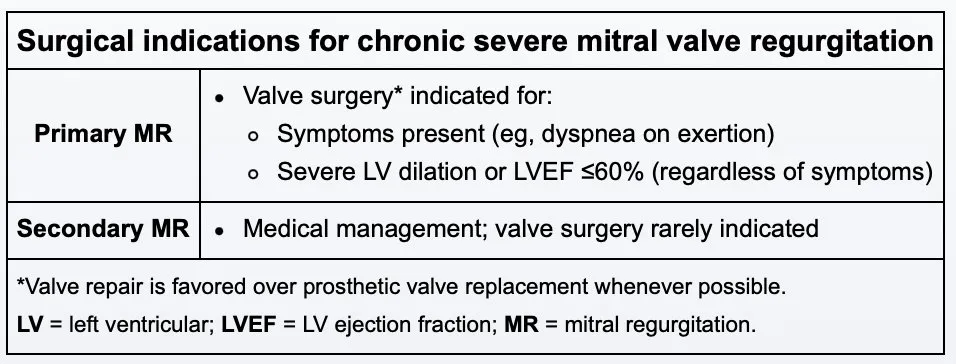 Surgical indications for chronic severe mitral valve regurgitation
Primary MR
• Valve surgery* indicated for:
○ Symptoms present (eg, dyspnea on exertion)
○ Severe LV dilation or LVEF ≤60% (regardless of symptoms)
Secondary MR
• Medical management; valve surgery rarely indicated
*Valve repair is favored over prosthetic valve replacement whenever possible.
LV = left ventricular; LVEF = LV ejection fraction; MR = mitral regurgitation.